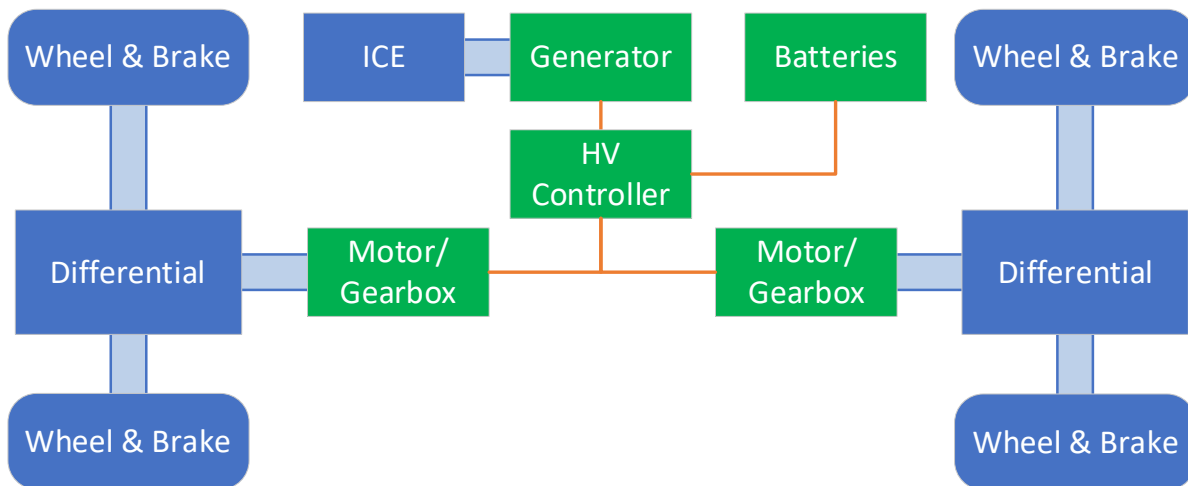 Wheel & Brake
ICE
Generator
Batteries
Wheel & Brake
HV
Controller
Differential
Motor/
Gearbox
Motor/
Gearbox
Differential
Wheel & Brake
Wheel & Brake